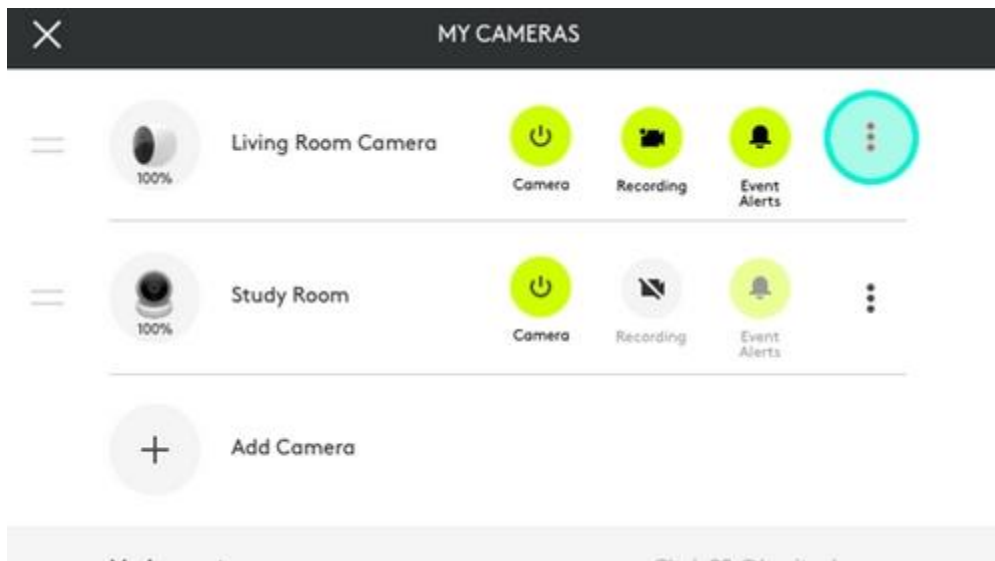 MY CAMERAS
Living Room Camera
100%
Camera
Recording
Event
Alerts
Study Room
100%
Camera
Recording
Event
Alerts
Add Camera